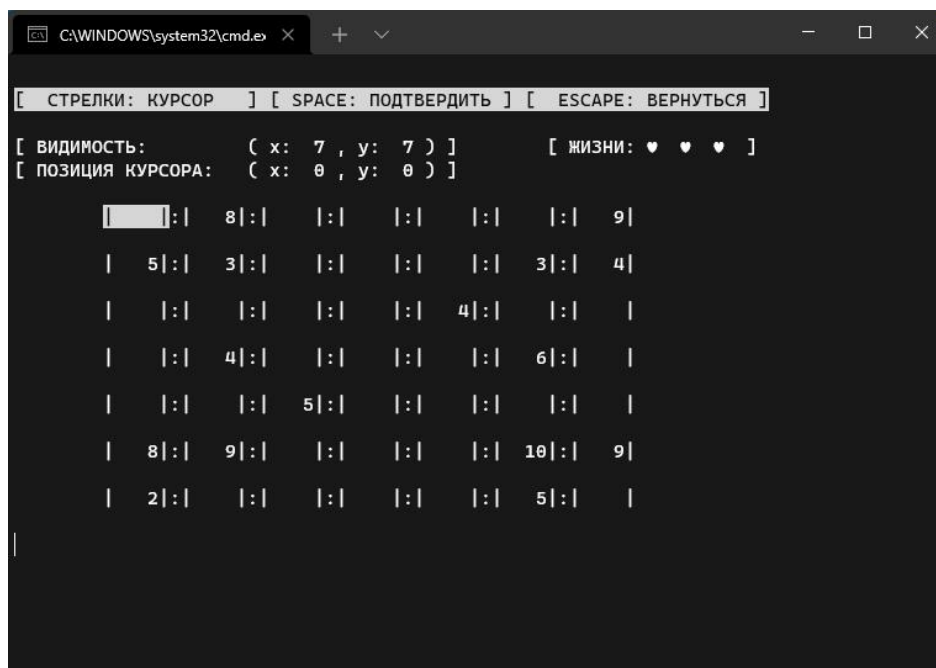 C:\WINDOWS\system32\cmd.ex
[ СТРЕЛКИ: КУРСОР ] [ SPACE: ПОДТВЕРДИТЬ ] [ ESCAPE: ВЕРНУТЬСЯ ]
[ ВИДИМОСТЬ: ( x: 7 , y: 7 ) ] [ ЖИЗНИ: ♥ ♥ ♥ ]
[ ПОЗИЦИЯ КУРСОРА: ( x: 0 , y: 0 ) ]
| |:| 8|:| |:| |:| |:| |:| 9|
| 5|:| 3|:| |:| |:| |:| 3|:| 4|
| |:| |:| |:| |:| 4|:| |:| |
| |:| 4|:| |:| |:| |:| 6|:| |
| |:| |:| 5|:| |:| |:| |:| |
| 8|:| 9|:| |:| |:| |:| 10|:| 9|
| 2|:| |:| |:| |:| |:| 5|:| |